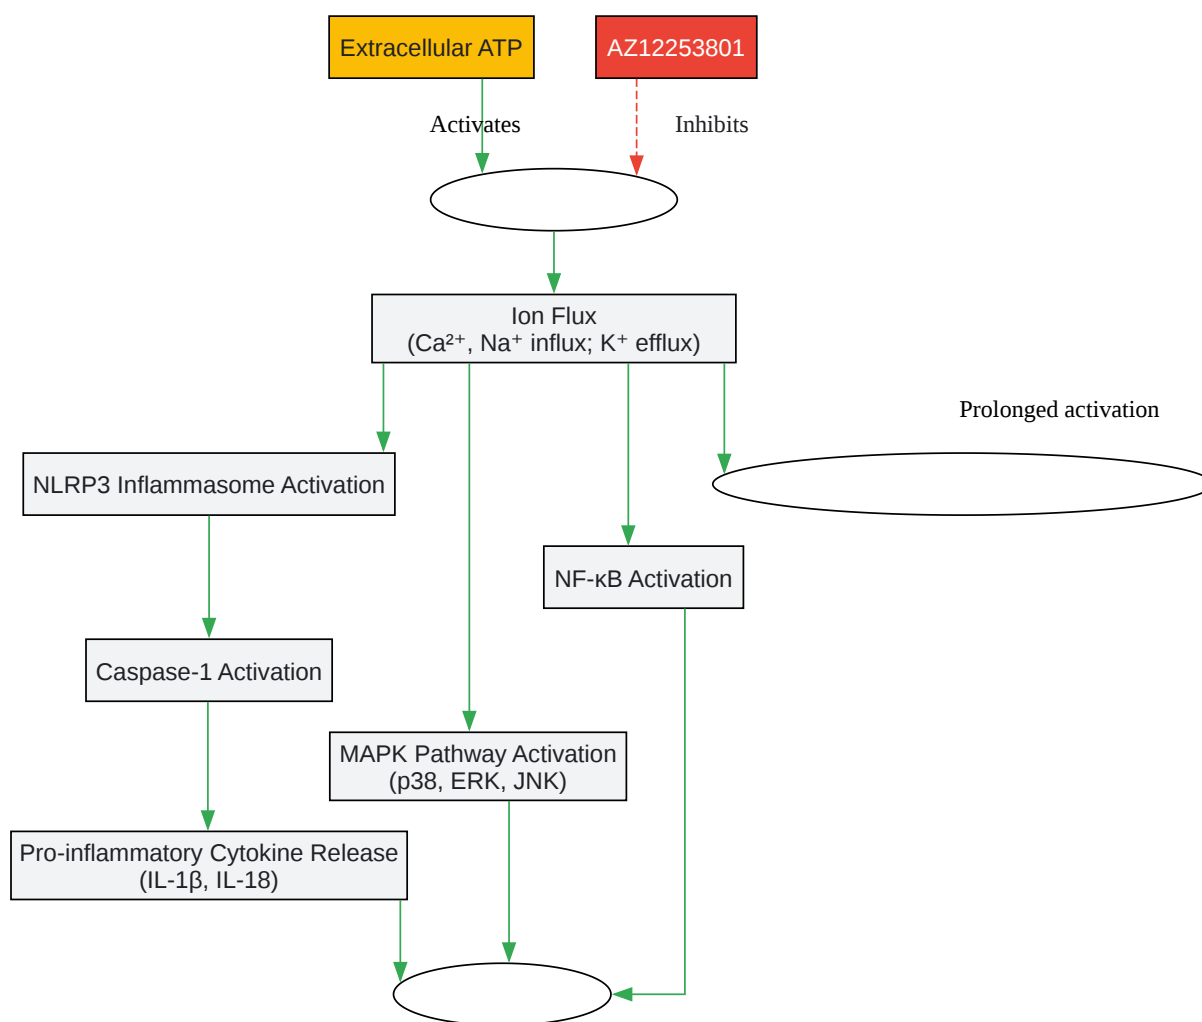 Extracellular ATP
AZ12253801
Activates
Inhibits
Ion Flux
(Ca²⁺, Na⁺ influx; K⁺ efflux)
Prolonged activation
NLRP3 Inflammasome Activation
NF-κB Activation
Caspase-1 Activation
MAPK Pathway Activation
(p38, ERK, JNK)
Pro-inflammatory Cytokine Release
(IL-1β, IL-18)